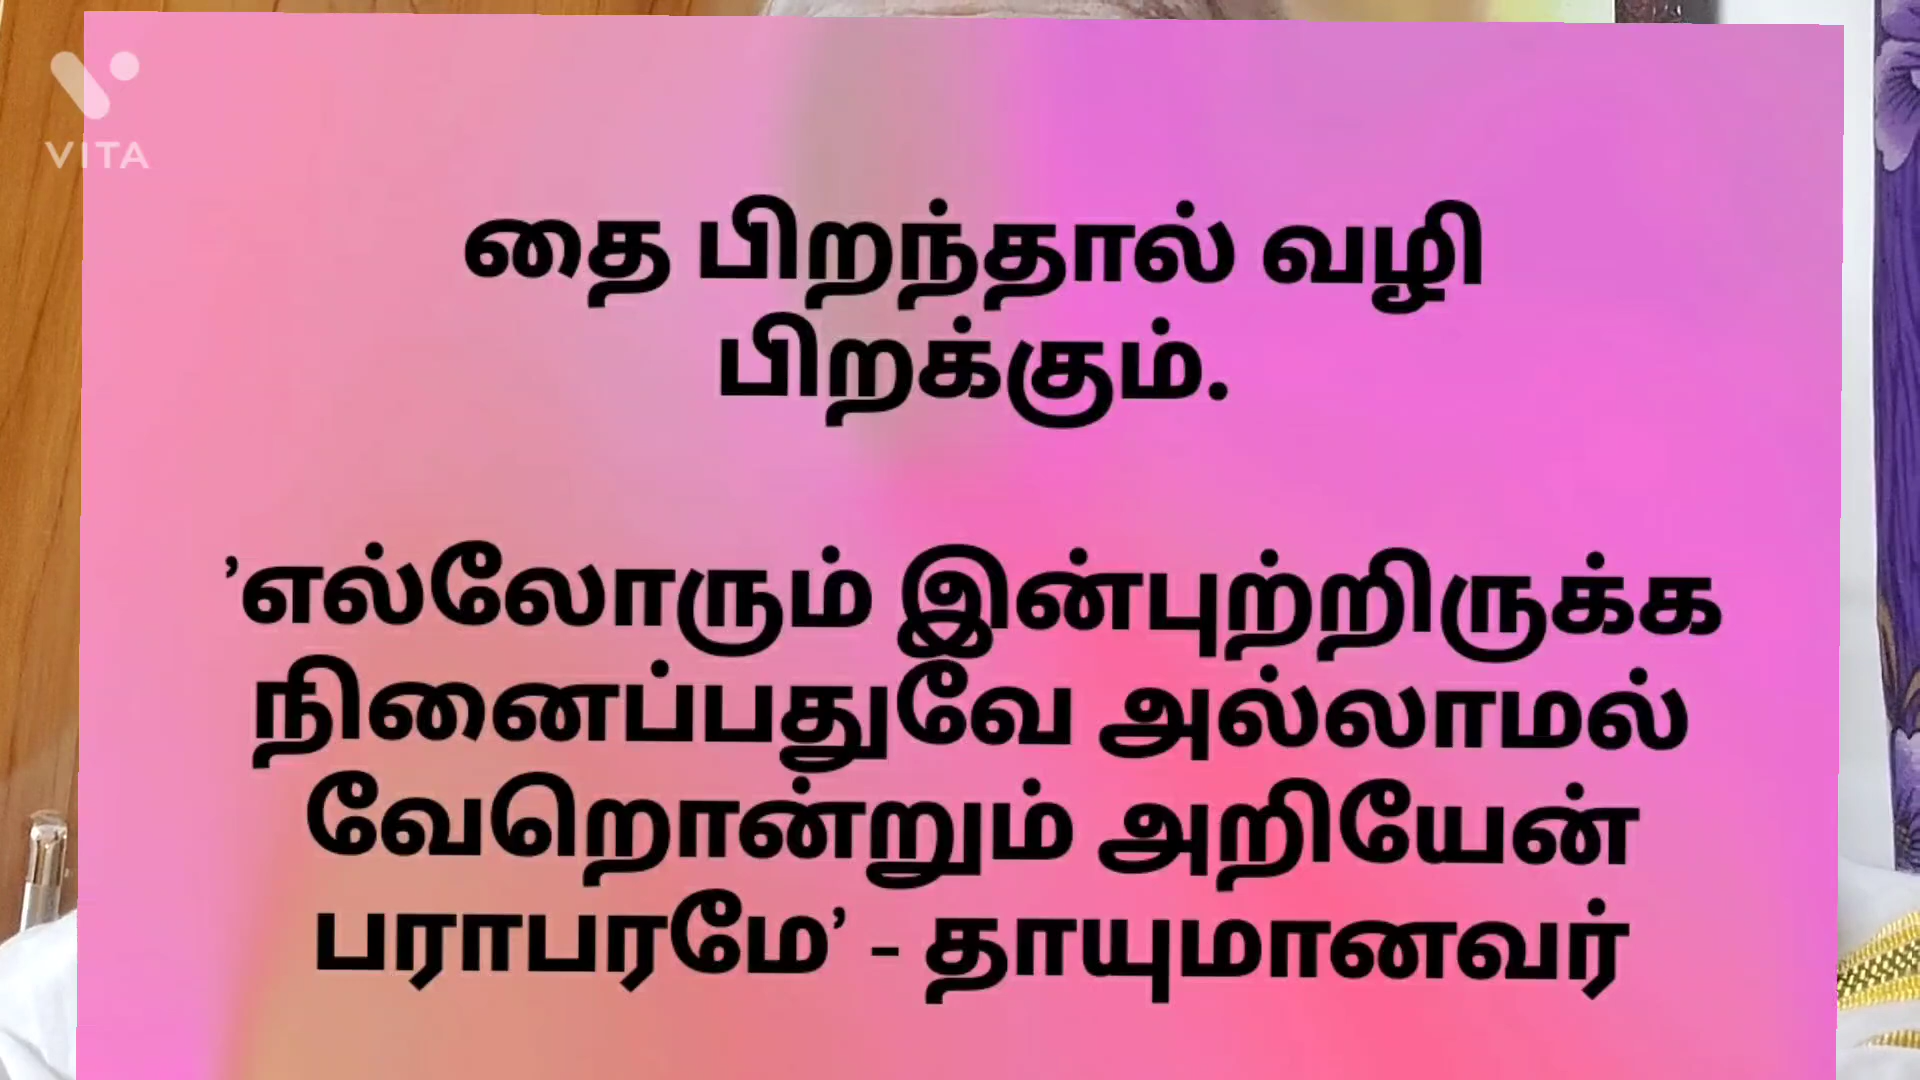 VITA
தை பிறந்தால் வழி
பிறக்கும்.
’எல்லோரும் இன்புற்றிருக்க
நினைப்பதுவே அல்லாமல்
வேறொன்றும் அறியேன்
பராபரமே’ - தாயுமானவர்